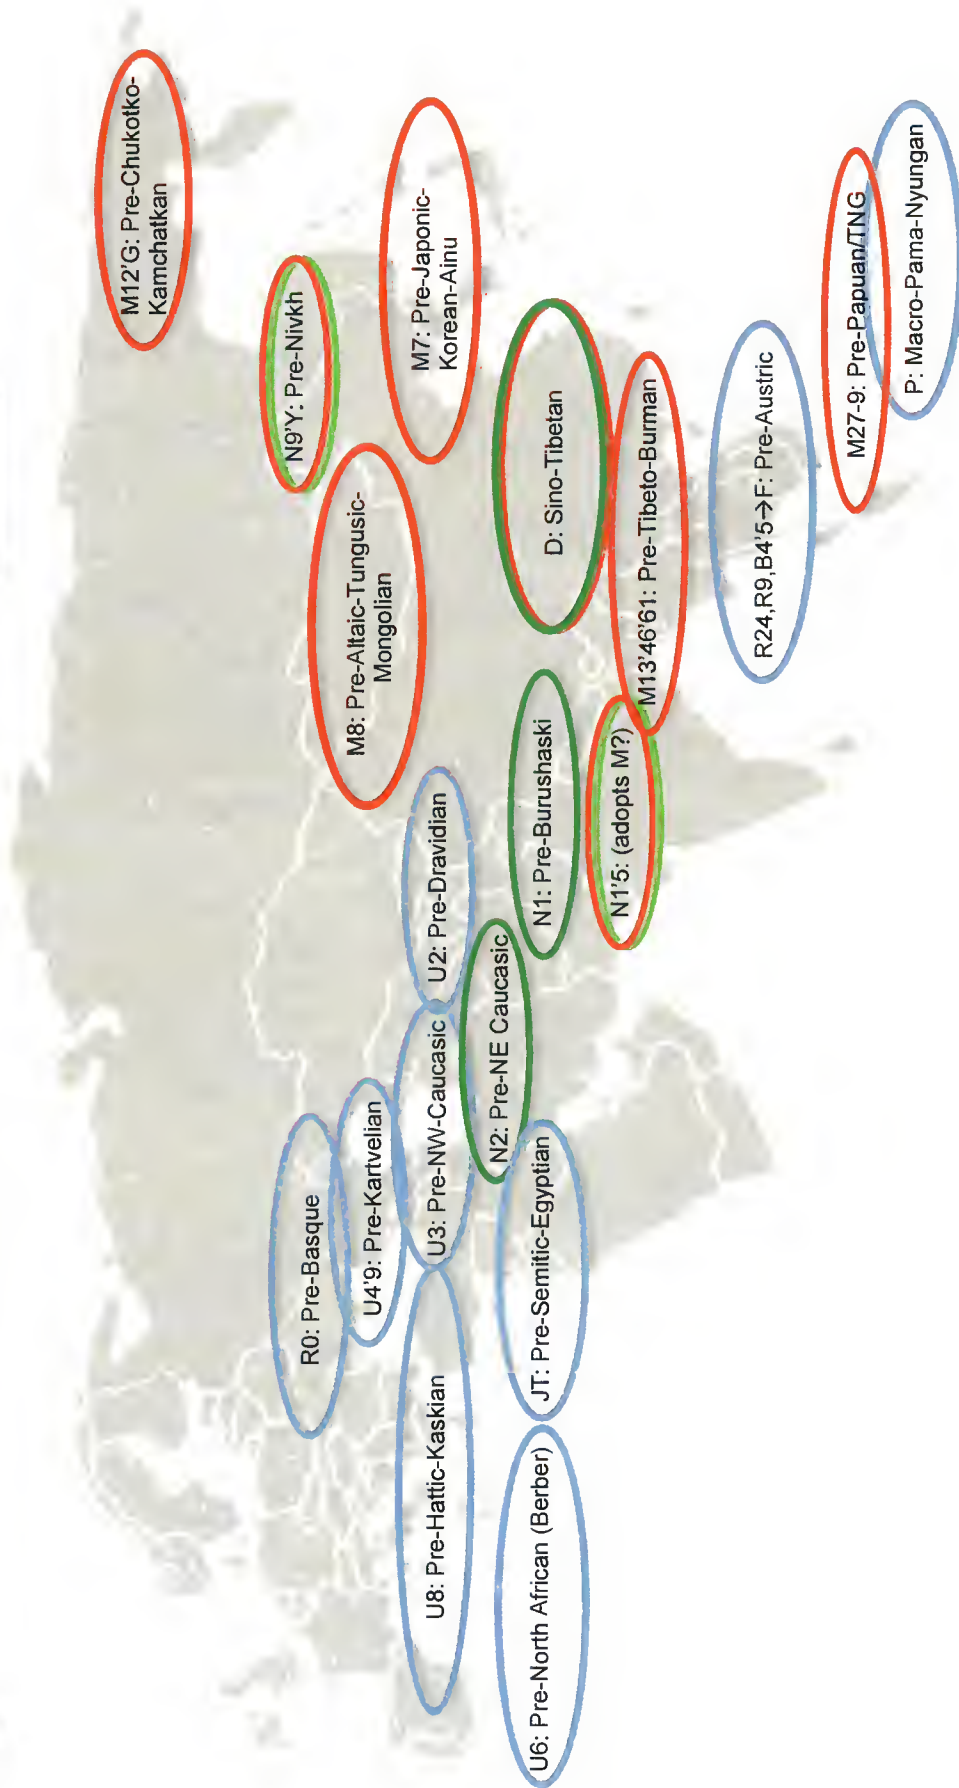 M12'G: Pre-Chukotko-
Kamchatkan
N9'Y: Pre-Nivkh
M7: Pre-Japonic-
Korean-Ainu
M8: Pre-Altaic-Tungusic-
Mongolian
D: Sino-Tibetan
M13'46'61: Pre-Tibeto-Burman
R24,R9,B4'5→F: Pre-Austric
M27-9: Pre-Papuan/TNG
P: Macro-Pama-Nyungan
U2: Pre-Dravidian
N1: Pre-Burushaski
N1'5: (adopts M?)
N2: Pre-NE Caucasic
R0: Pre-Basque
U4'9: Pre-Kartvelian
U3: Pre-NW-Caucasic
JT: Pre-Semitic-Egyptian
U8: Pre-Hattic-Kaskian
U6: Pre-North African (Berber)